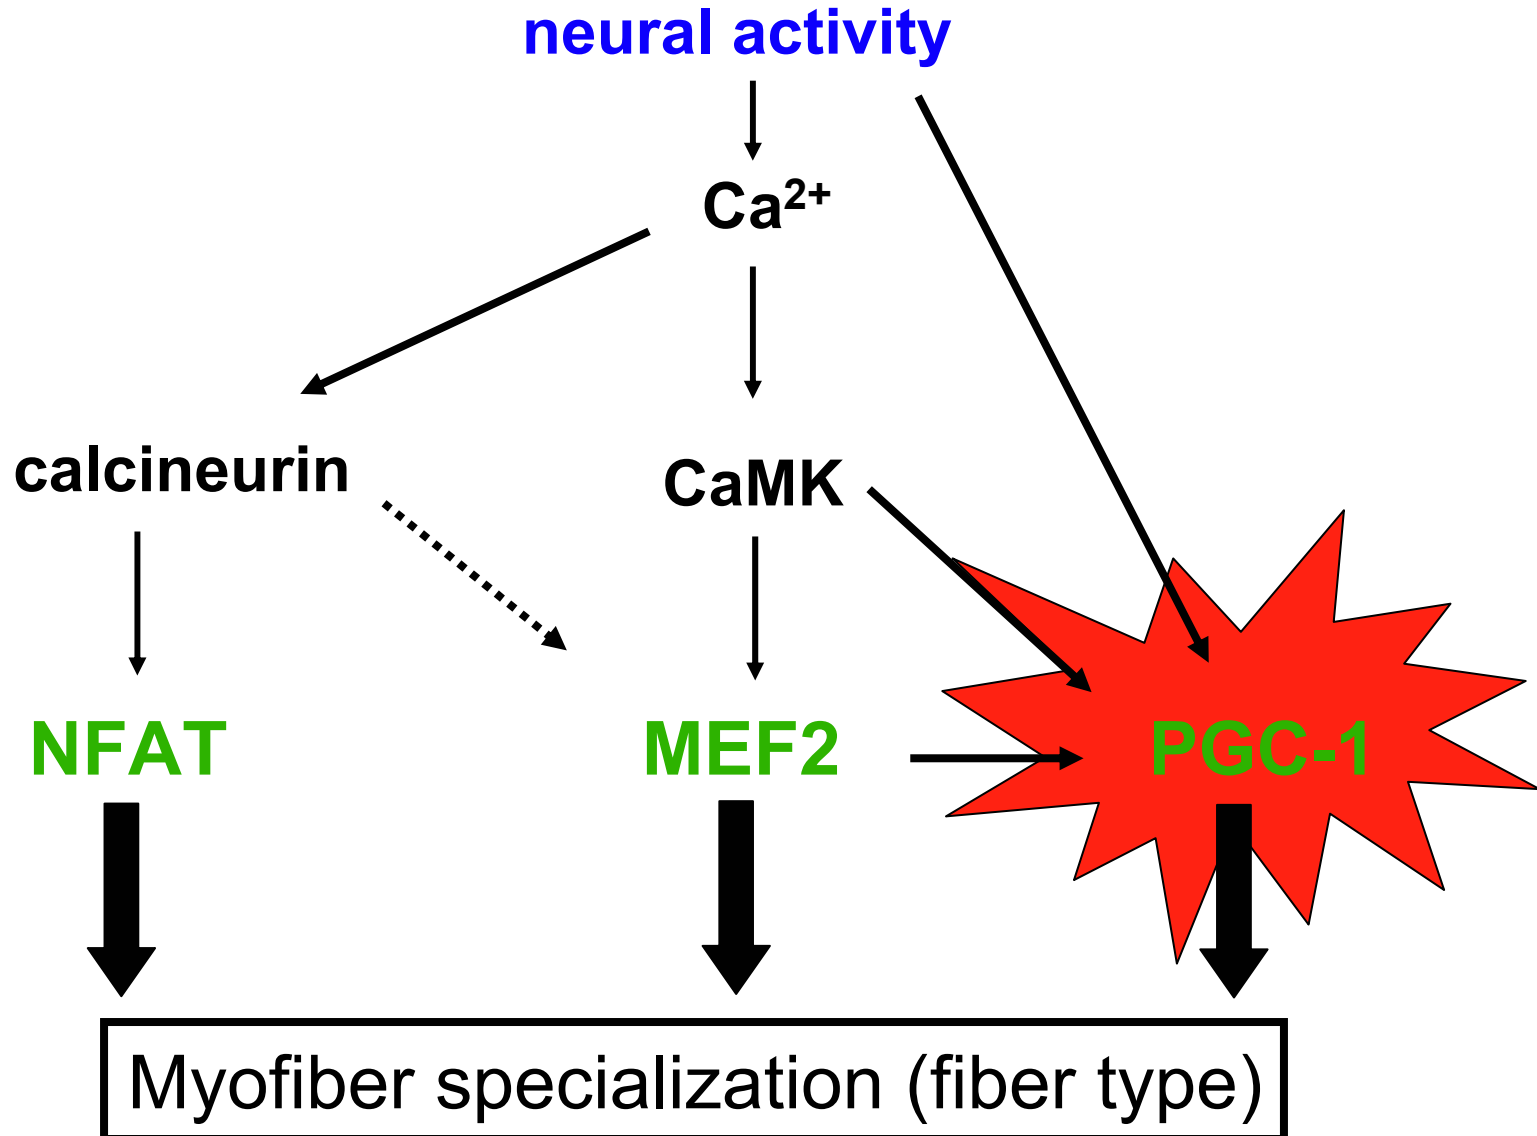 neural activity
Ca²⁺
calcineurin
CaMK
NFAT
MEF2
PGC-1
Myofiber specialization (fiber type)